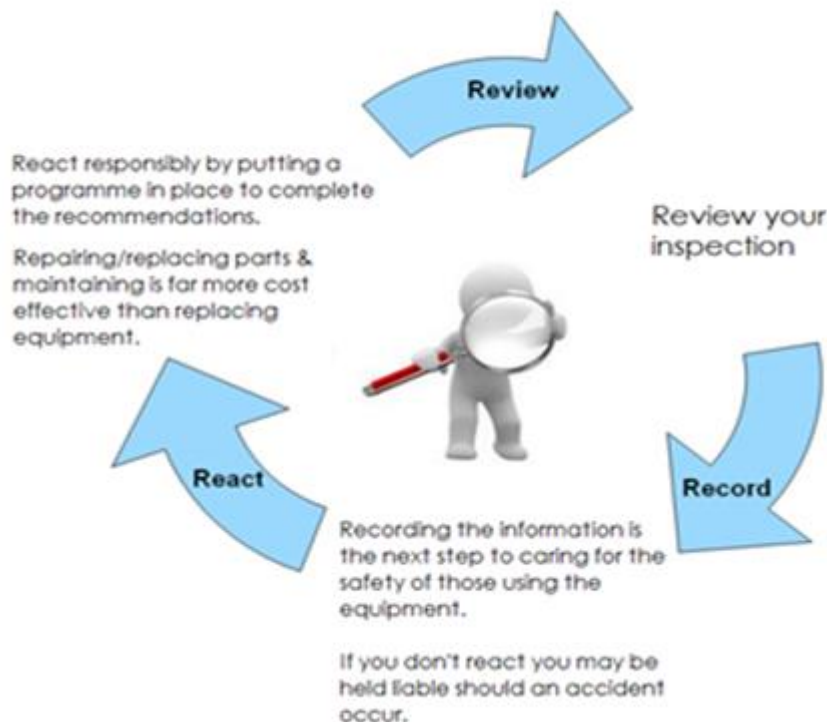 Review
Review your
inspection
Record
Recording the information is
the next step to caring for the
safety of those using the
equipment.
If you don't react you may be
held liable should an accident
occur.
React
React responsibly by putting a
programme in place to complete
the recommendations.
Repairing/replacing parts &
maintaining is far more cost
effective than replacing
equipment.